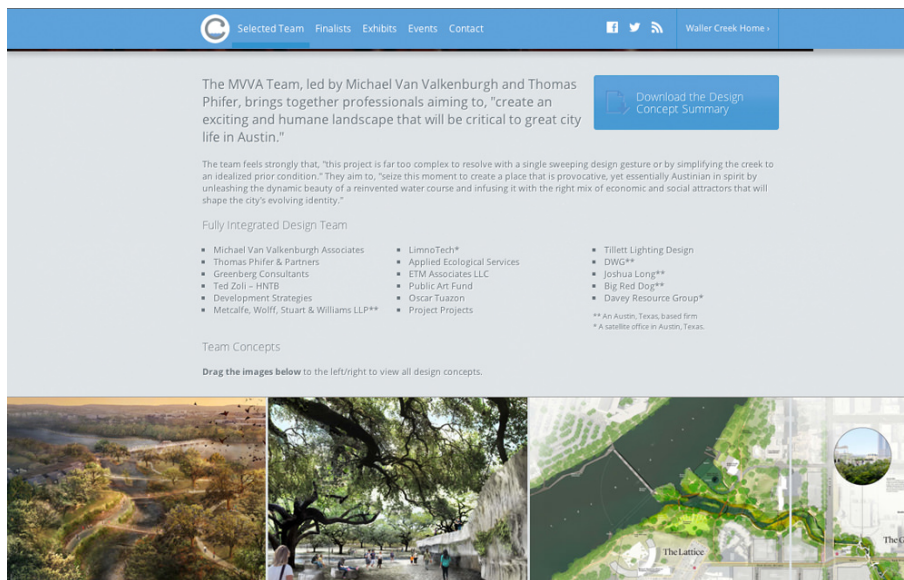 Selected Team Finalists Exhibits Events Contact Waller Creek Home ›
The MVVA Team, led by Michael Van Valkenburgh and Thomas
Phifer, brings together professionals aiming to, "create an
exciting and humane landscape that will be critical to great city
life in Austin."
Download the Design
Concept Summary
The team feels strongly that, "this project is far too complex to resolve with a single sweeping design gesture or by simplifying the creek to
an idealized prior condition." They aim to, "seize this moment to create a place that is provocative, yet essentially Austinian in spirit by
unleashing the dynamic beauty of a reinvented water course and infusing it with the right mix of economic and social attractors that will
shape the city's evolving identity."
Fully Integrated Design Team
Michael Van Valkenburgh Associates
Thomas Phifer & Partners
Greenberg Consultants
Ted Zoli – HNTB
Development Strategies
Metcalfe, Wolff, Stuart & Williams LLP**
LimnoTech*
Applied Ecological Services
ETM Associates LLC
Public Art Fund
Oscar Tuazon
Project Projects
Tillett Lighting Design
DWG**
Joshua Long**
Big Red Dog**
Davey Resource Group*
** An Austin, Texas, based firm
* A satellite office in Austin, Texas.
Team Concepts
Drag the images below to the left/right to view all design concepts.
The Lattice
The G